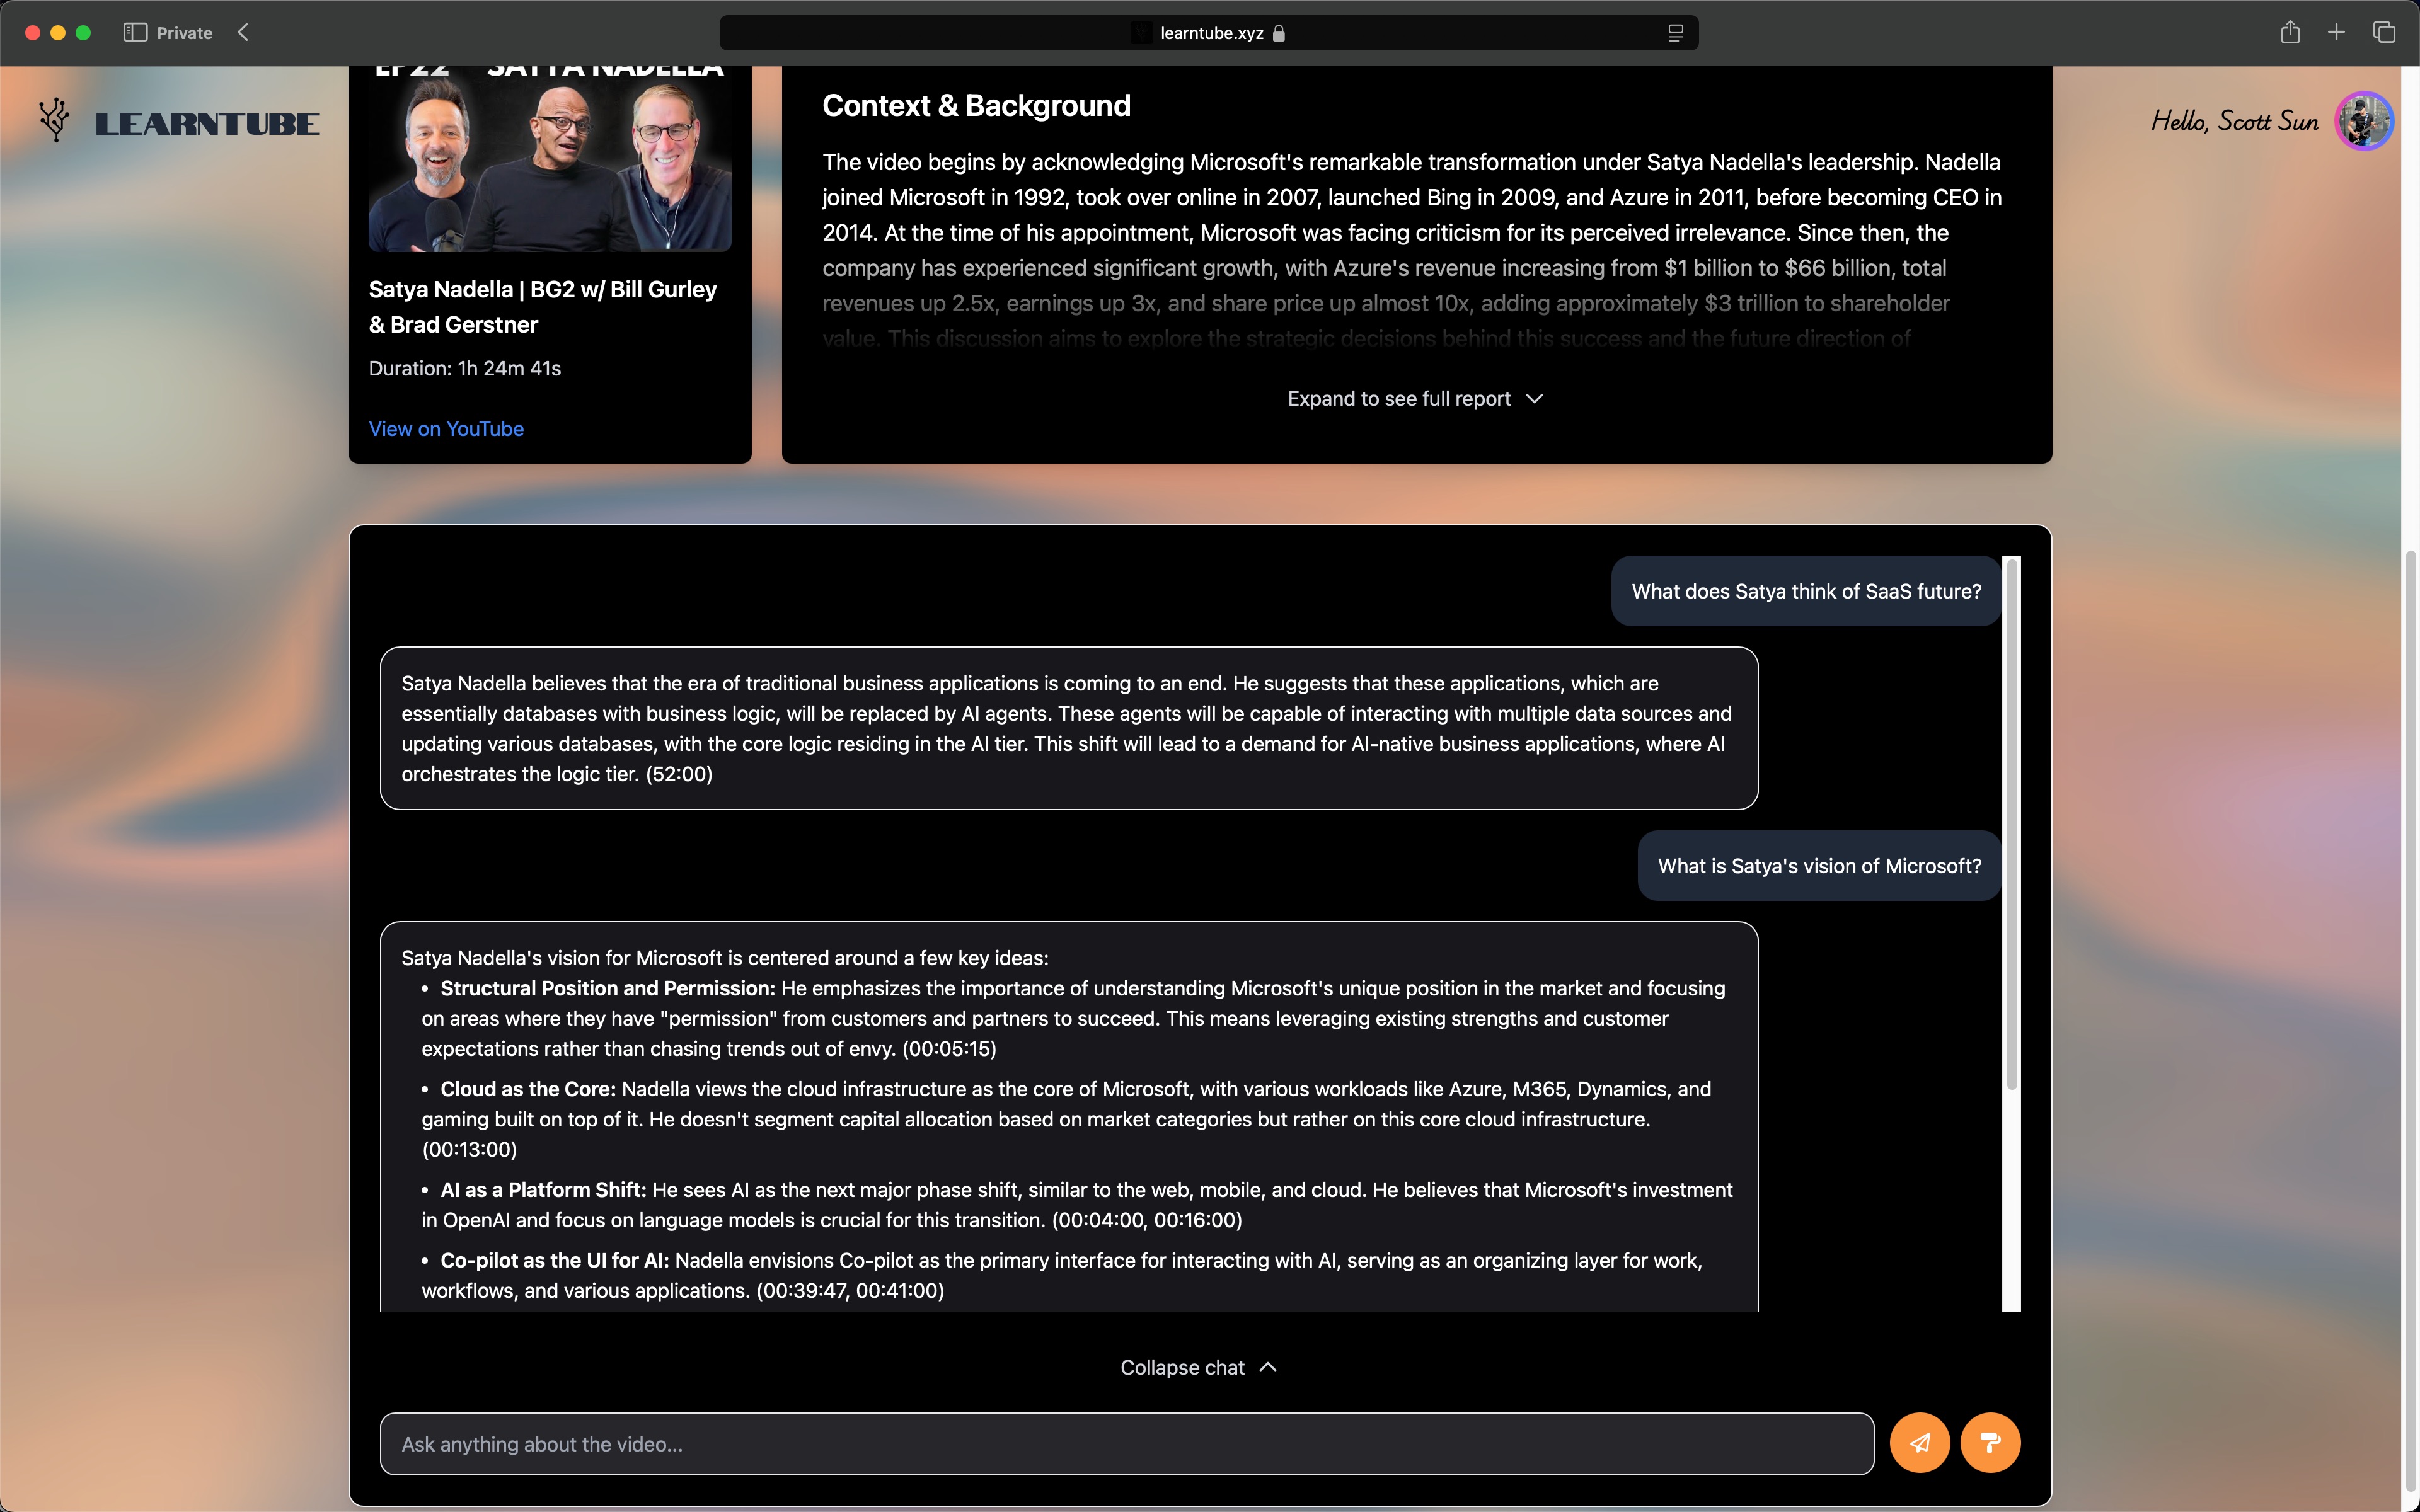 Private
learntube.xyz
LEARNTUBE
Hello, Scott Sun
EP22 SATYA NADELLA
Satya Nadella | BG2 w/ Bill Gurley
& Brad Gerstner
Duration: 1h 24m 41s
View on YouTube
Context & Background
The video begins by acknowledging Microsoft's remarkable transformation under Satya Nadella's leadership. Nadella
joined Microsoft in 1992, took over online in 2007, launched Bing in 2009, and Azure in 2011, before becoming CEO in
2014. At the time of his appointment, Microsoft was facing criticism for its perceived irrelevance. Since then, the
company has experienced significant growth, with Azure's revenue increasing from $1 billion to $66 billion, total
revenues up 2.5x, earnings up 3x, and share price up almost 10x, adding approximately $3 trillion to shareholder
value. This discussion aims to explore the strategic decisions behind this success and the future direction of
Expand to see full report
What does Satya think of SaaS future?
Satya Nadella believes that the era of traditional business applications is coming to an end. He suggests that these applications, which are
essentially databases with business logic, will be replaced by AI agents. These agents will be capable of interacting with multiple data sources and
updating various databases, with the core logic residing in the AI tier. This shift will lead to a demand for AI-native business applications, where AI
orchestrates the logic tier. (52:00)
What is Satya's vision of Microsoft?
Satya Nadella's vision for Microsoft is centered around a few key ideas:
• Structural Position and Permission: He emphasizes the importance of understanding Microsoft's unique position in the market and focusing
on areas where they have "permission" from customers and partners to succeed. This means leveraging existing strengths and customer
expectations rather than chasing trends out of envy. (00:05:15)
• Cloud as the Core: Nadella views the cloud infrastructure as the core of Microsoft, with various workloads like Azure, M365, Dynamics, and
gaming built on top of it. He doesn't segment capital allocation based on market categories but rather on this core cloud infrastructure.
(00:13:00)
• AI as a Platform Shift: He sees AI as the next major phase shift, similar to the web, mobile, and cloud. He believes that Microsoft's investment
in OpenAI and focus on language models is crucial for this transition. (00:04:00, 00:16:00)
• Co-pilot as the UI for AI: Nadella envisions Co-pilot as the primary interface for interacting with AI, serving as an organizing layer for work,
workflows, and various applications. (00:39:47, 00:41:00)
Collapse chat
Ask anything about the video...